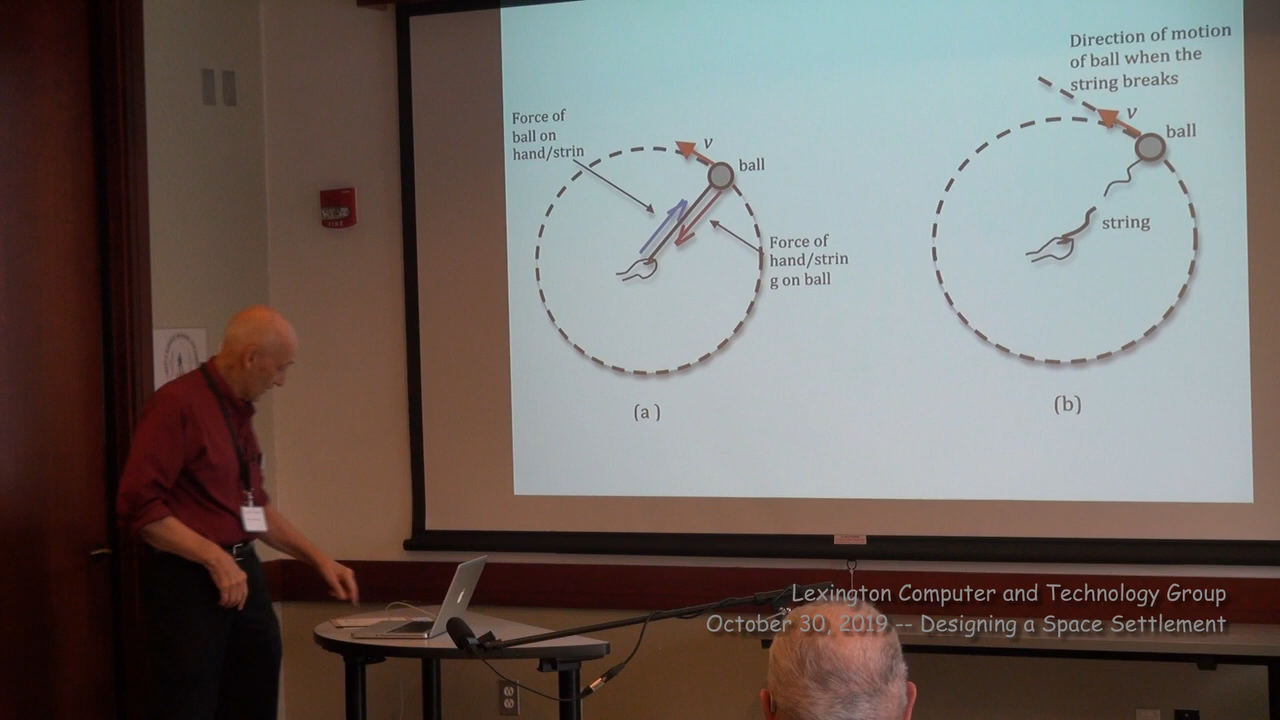 Force of
ball on
hand/strin
v
ball
Force of
hand/strin
g on ball
(a )
Direction of motion
of ball when the
string breaks
v
ball
string
(b)
FIRE
Lexington Computer and Technology Group
October 30, 2019 -- Designing a Space Settlement